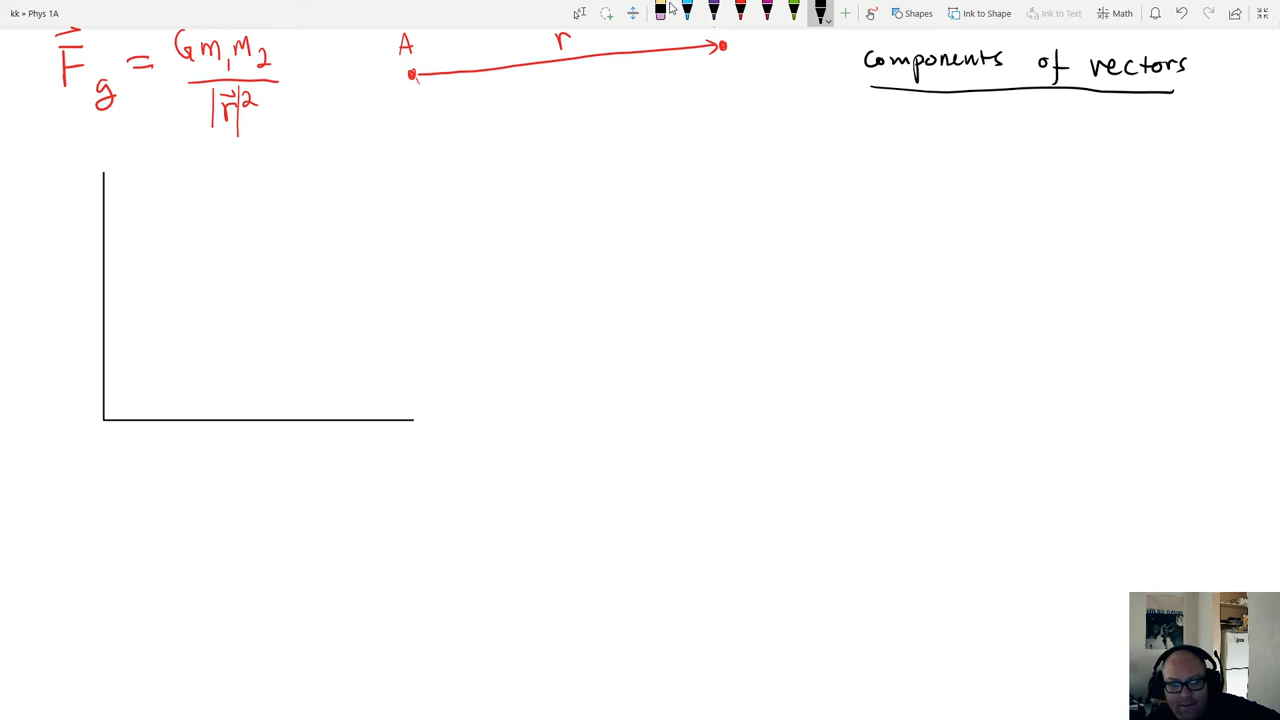 kk » Phys 1A
Shapes
Ink to Shape
Ink to Text
Math
F⃗g = Gm₁m₂ / |r⃗|²
A
r
components of vectors